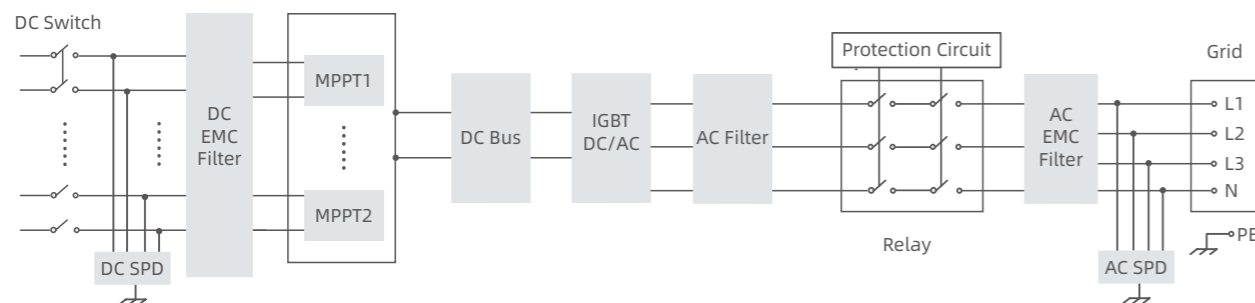 DC Switch
DC
EMC
Filter
DC SPD
MPPT1
MPPT2
DC Bus
IGBT
DC/AC
AC Filter
Protection Circuit
Relay
AC
EMC
Filter
AC SPD
Grid
L1
L2
L3
N
PE